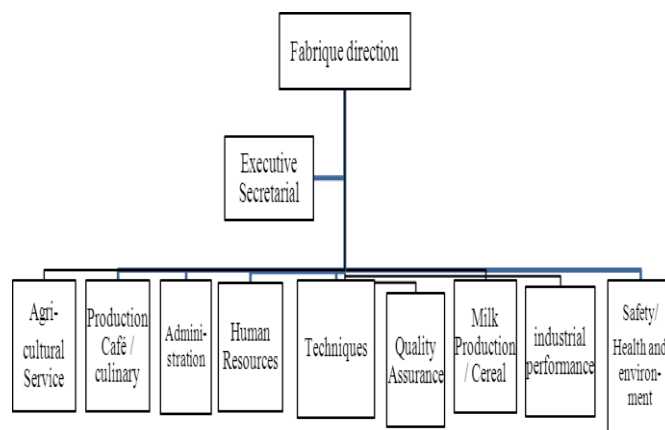 Fabrique direction
Executive
Secretarial
Agri-
cultural
Service
Production
Café /
culinary
Admini-
stration
Human
Resources
Techniques
Quality
Assurance
Milk
Production
/ Cereal
industrial
performance
Safety/
Health and
environ-
ment